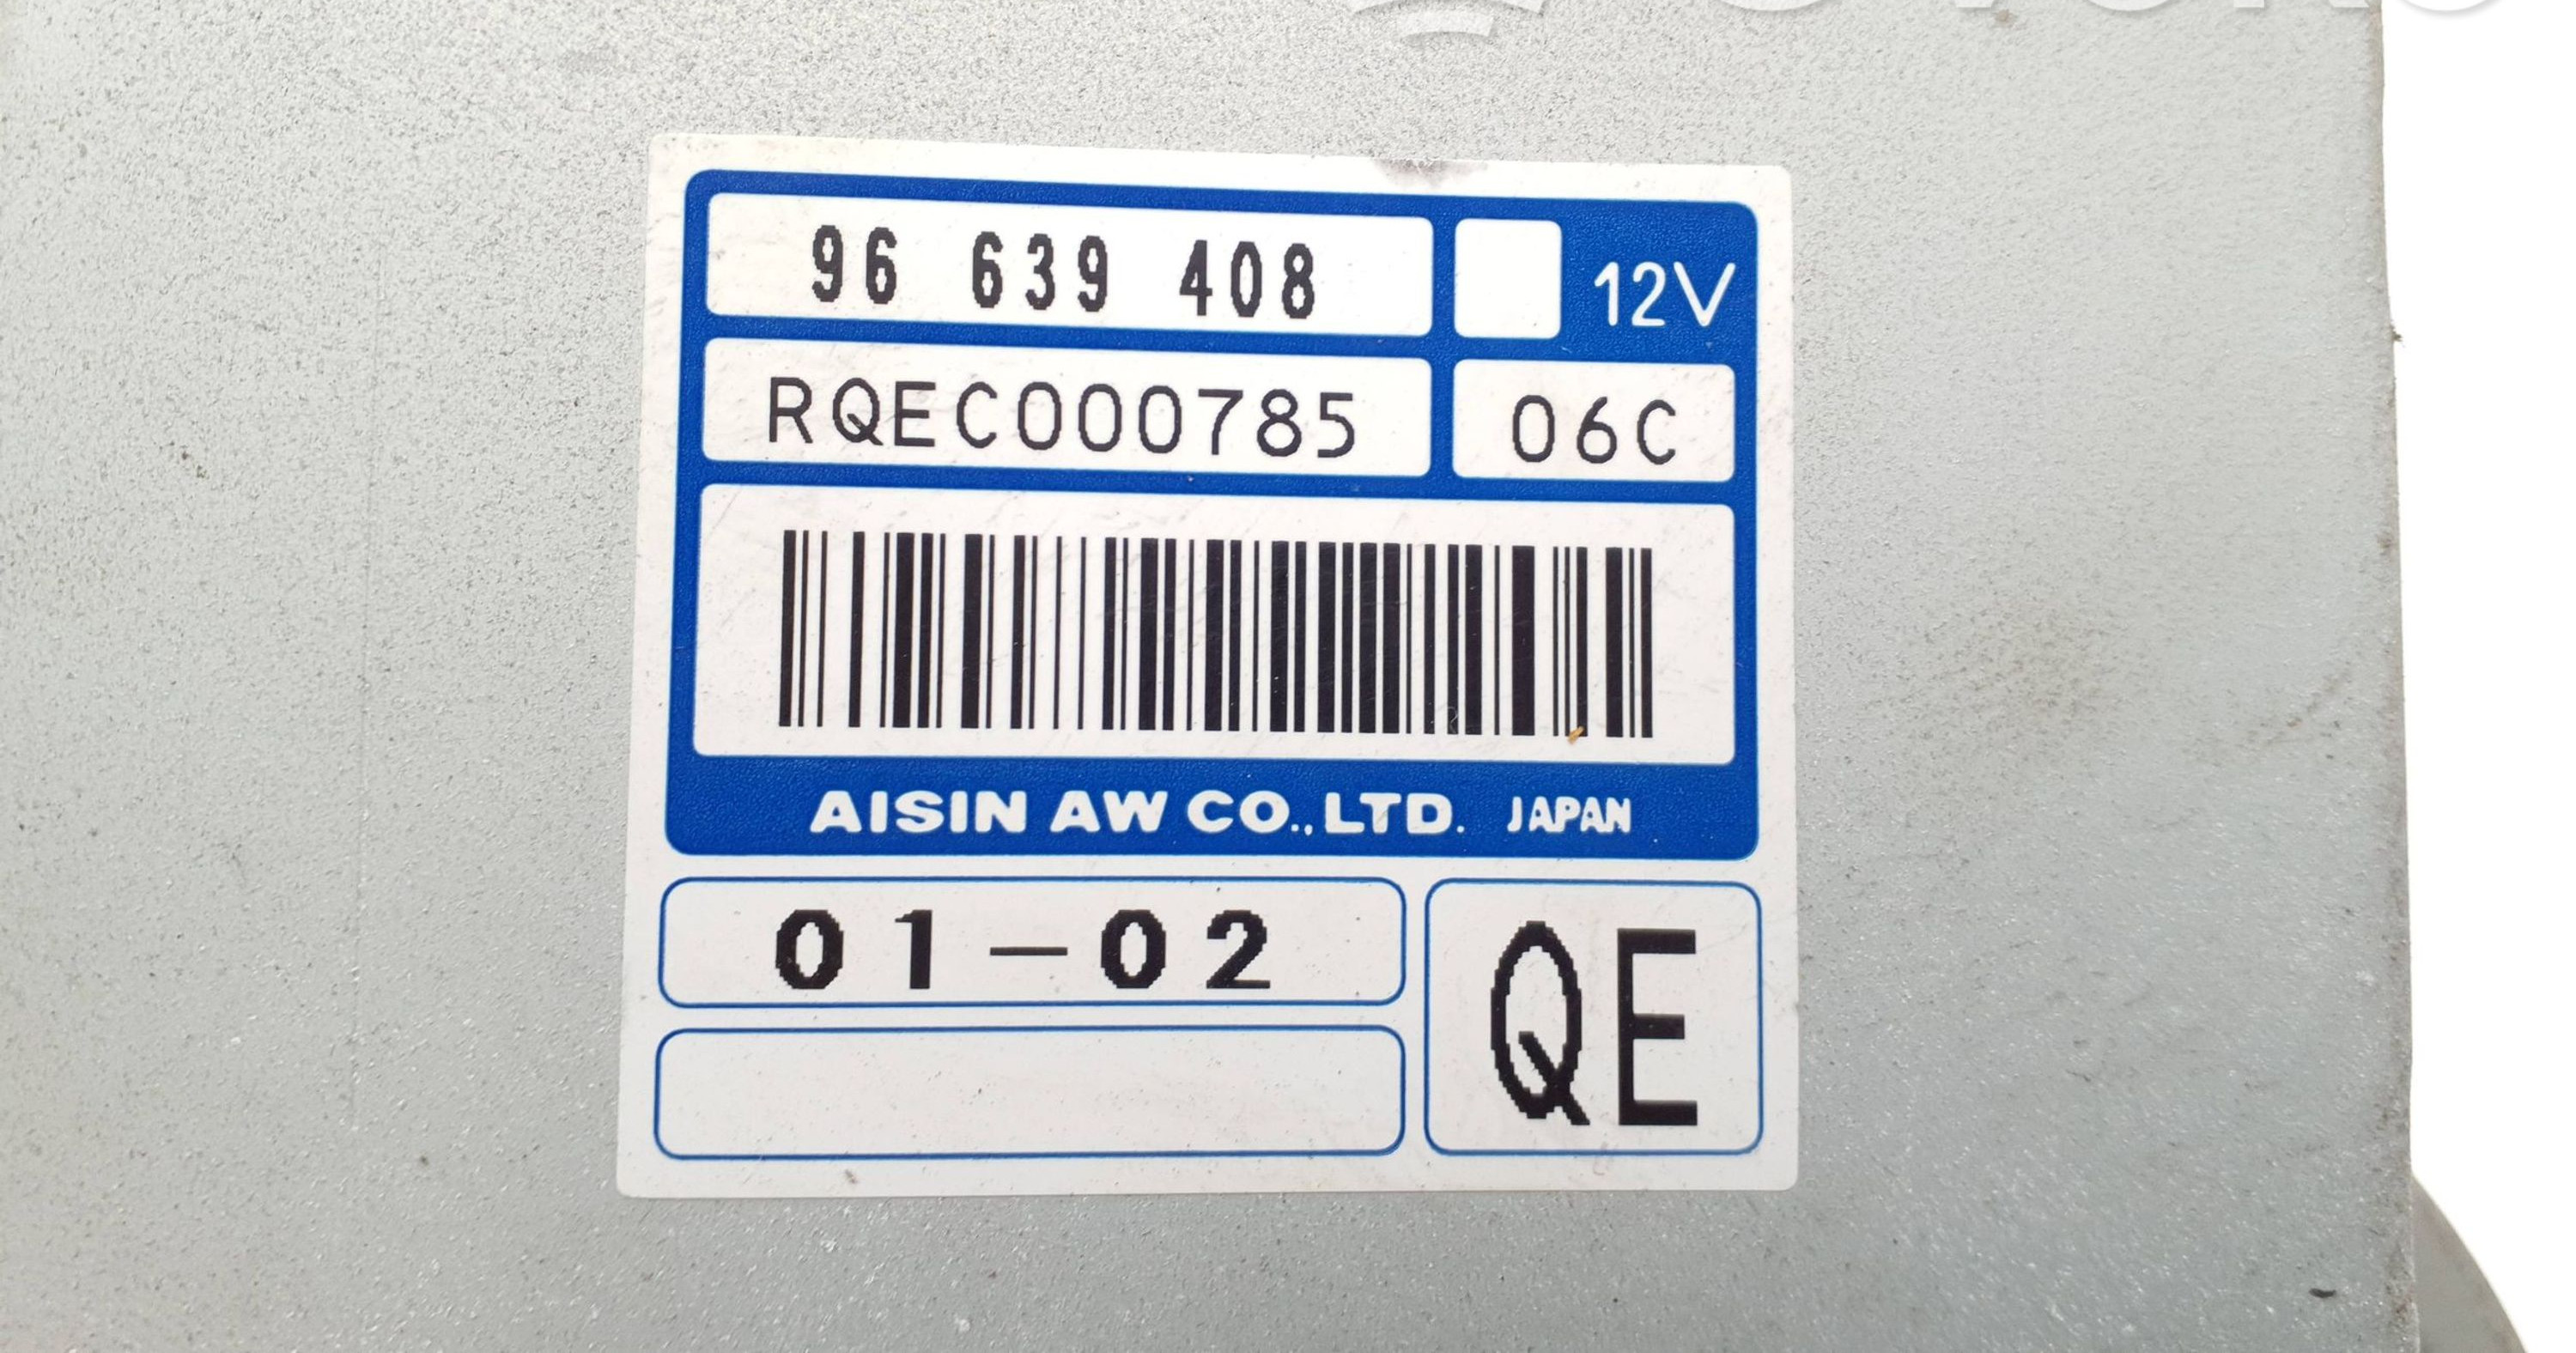 96 639 408
12V
RQEC000785
06C
AISIN AW CO.,LTD. JAPAN
01-02
QE